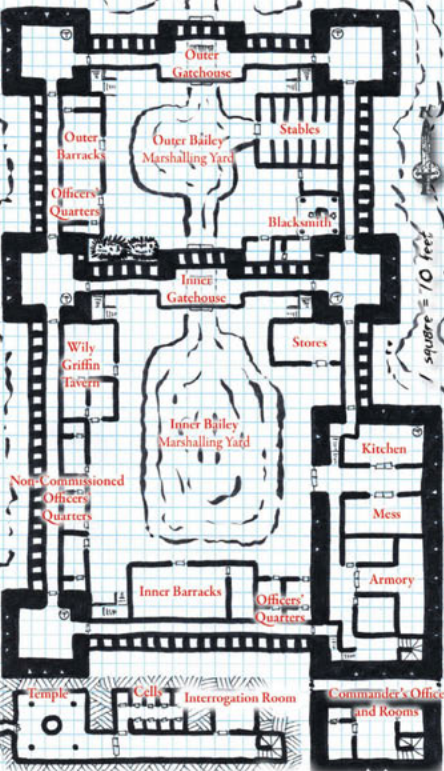 Outer
Gatehouse
Outer
Barracks
Outer Bailey
Marshalling Yard
Stables
Officers'
Quarters
Blacksmith
1 square = 10 feet
Inner
Gatehouse
Wily
Griffin
Tavern
Stores
Inner Bailey
Marshalling Yard
Kitchen
Non-Commissioned
Officers'
Quarters
Mess
Armory
Inner Barracks
Officers'
Quarters
Temple
Cells
Interrogation Room
Commander's Office
and Rooms